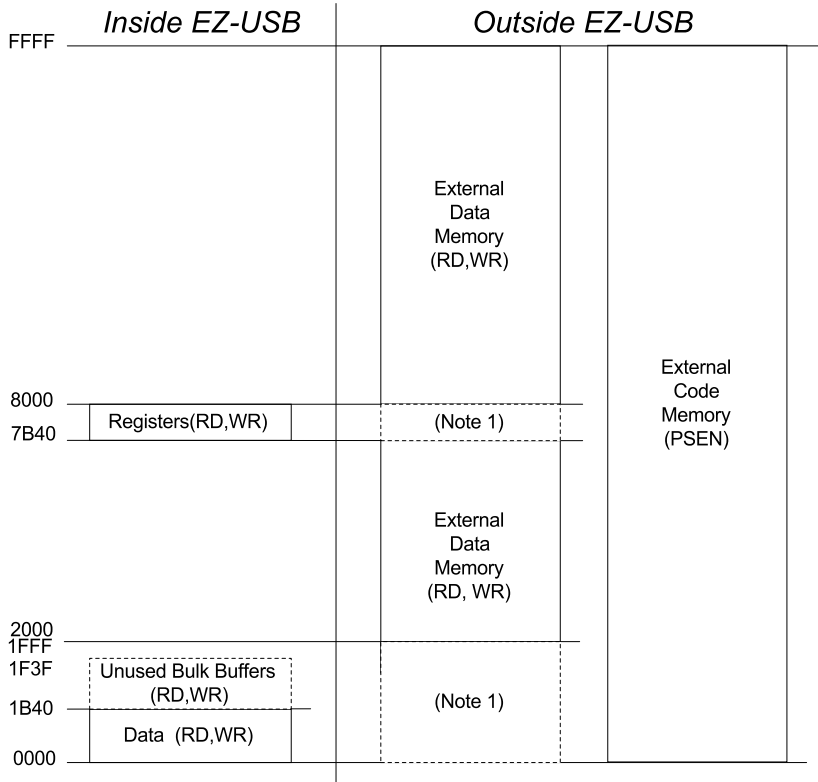 Inside EZ-USB
Outside EZ-USB
FFFF
External
Data
Memory
(RD,WR)
External
Code
Memory
(PSEN)
8000
Registers(RD,WR)
(Note 1)
7B40
External
Data
Memory
(RD, WR)
2000
1FFF
1F3F
Unused Bulk Buffers
(RD,WR)
(Note 1)
1B40
Data (RD,WR)
0000